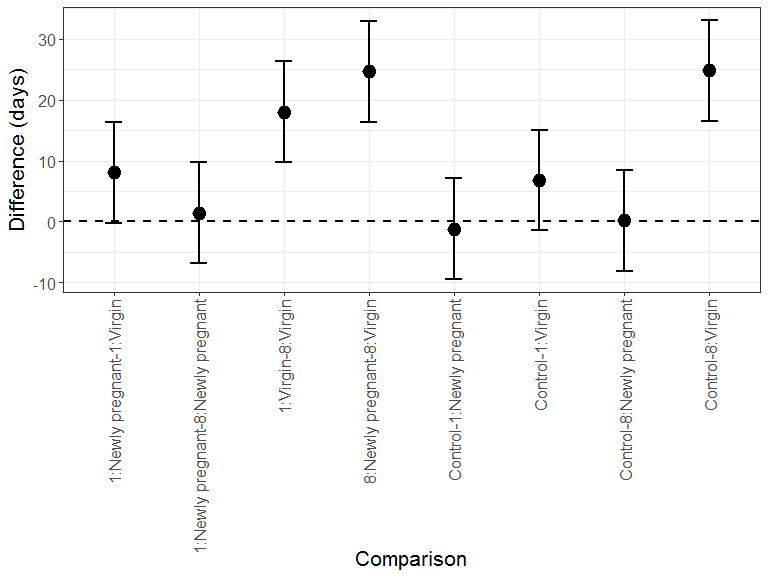 Difference (days)
30
20
10
0
-10
1:Newly pregnant-1:Virgin
1:Newly pregnant-8:Newly pregnant
1:Virgin-8:Virgin
8:Newly pregnant-8:Virgin
Control-1:Newly pregnant
Control-1:Virgin
Control-8:Newly pregnant
Control-8:Virgin
Comparison